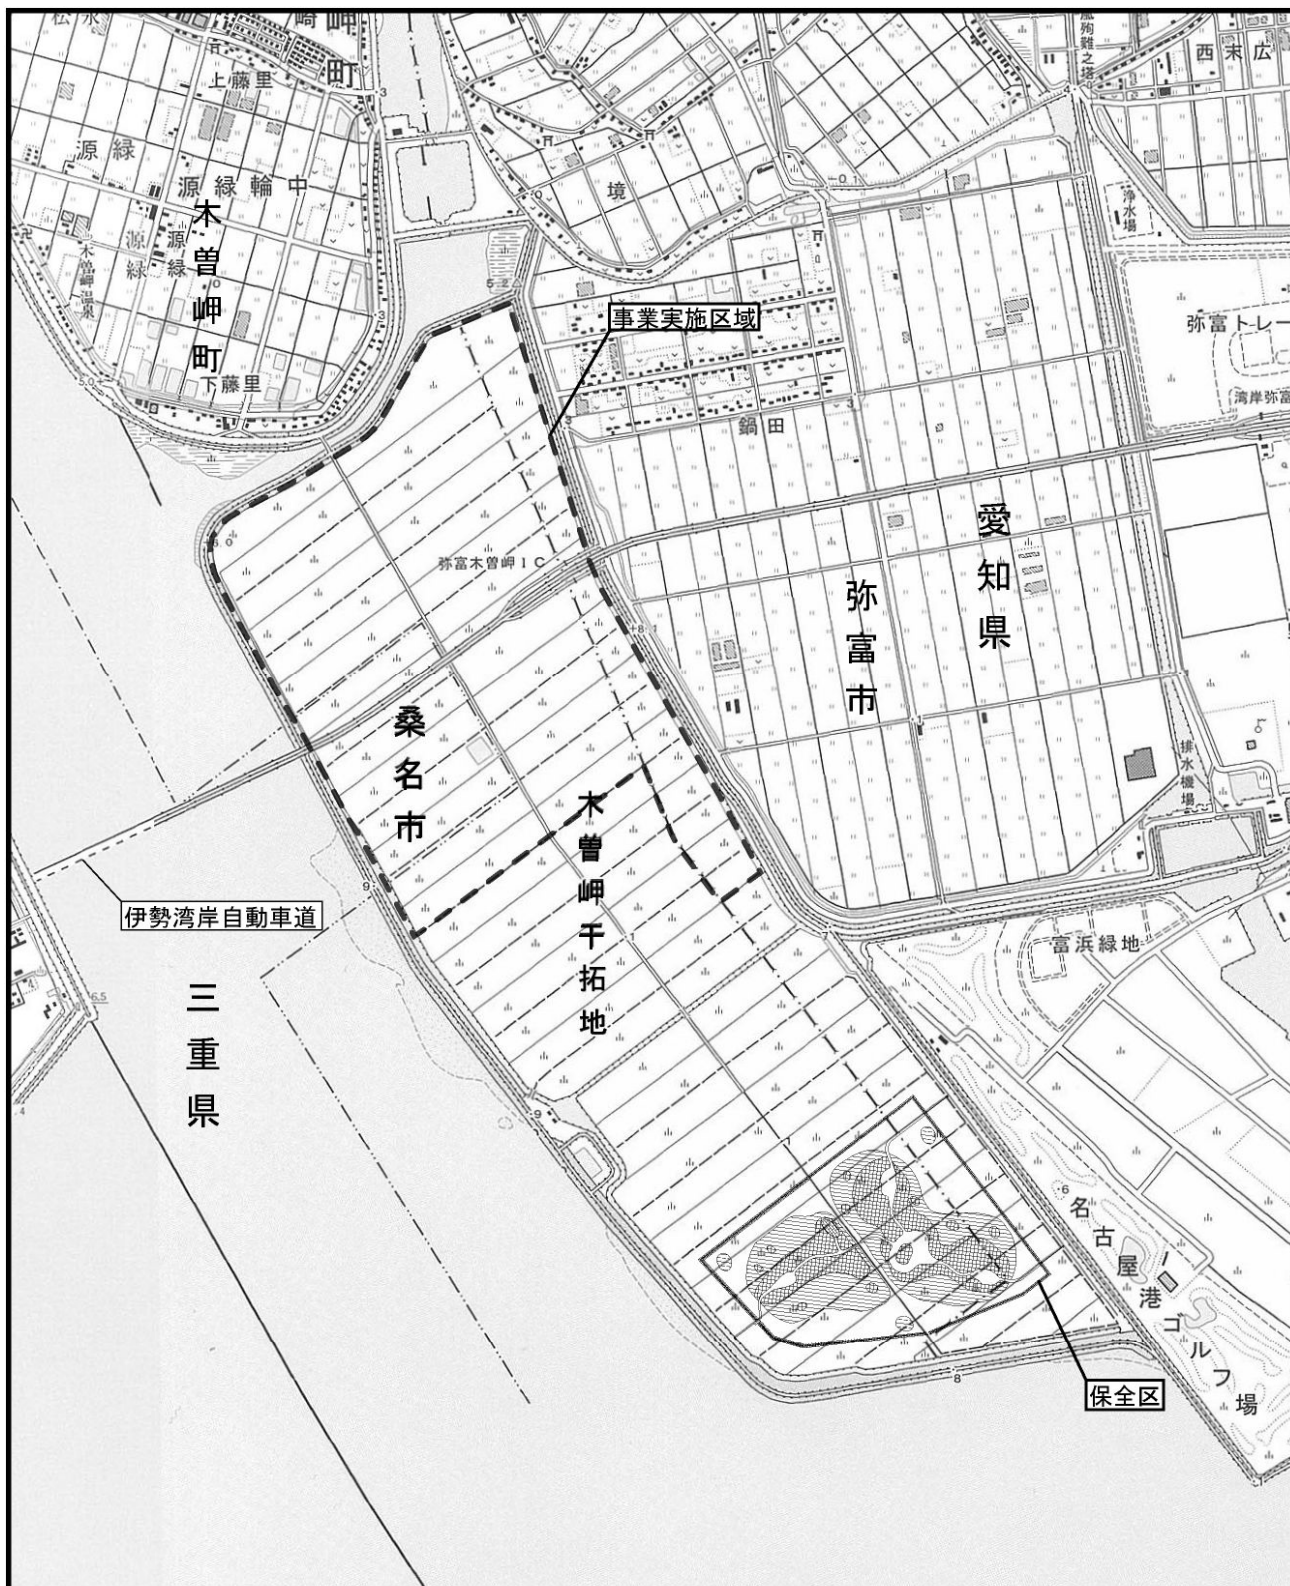 岬
町
上藤里
源緑
源緑輪中
木曽岬町
源緑
源緑
木曽岬温泉
下藤里
境
西末広
浄水場
弥富トレー
湾岸弥富
事業実施区域
鍋田
愛知県
弥富市
弥富木曽岬IC
桑名市
木曽岬干拓地
排水機場
伊勢湾岸自動車道
富浜緑地
三重県
名古屋港ゴルフ場
保全区